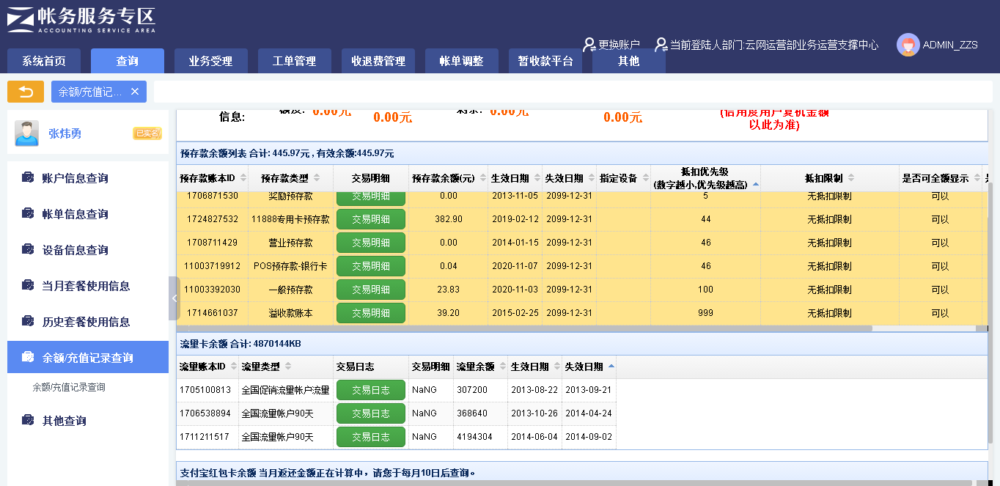 帐务服务专区
ACCOUNTING SERVICE AREA
更换账户 当前登陆人部门:云网运营部业务运营支撑中心 ADMIN_ZZS
系统首页 查询 业务受理 工单管理 收退费管理 帐单调整 暂收款平台 其他
余额/充值记... ×
张炜勇 已实名
账户信息查询
帐单信息查询
设备信息查询
当月套餐使用信息
历史套餐使用信息
余额/充值记录查询
余额/充值记录查询
其他查询
信息: 额度: 0.00元 0.00元 剩余: 0.00元 0.00元 (信用度用户复机金额
以此为准)
预存款余额列表 合计: 445.97元 , 有效余额:445.97元
预存款账本ID 预存款类型 交易明细 预存款余额(元) 生效日期 失效日期 指定设备 抵扣优先级 抵扣限制 是否可全额显示
(数字越小,优先级越高)
1706871530 奖励预存款 交易明细 0.00 2013-11-05 2099-12-31 5 无抵扣限制 可以
1724827532 11888专用卡预存款 交易明细 382.90 2019-02-12 2099-12-31 44 无抵扣限制 可以
1708711429 营业预存款 交易明细 0.00 2014-01-15 2099-12-31 46 无抵扣限制 可以
11003719912 POS预存款-银行卡 交易明细 0.04 2020-11-07 2099-12-31 46 无抵扣限制 可以
11003392030 一般预存款 交易明细 23.83 2020-11-03 2099-12-31 100 无抵扣限制 可以
1714661037 溢收款账本 交易明细 39.20 2015-02-25 2099-12-31 999 无抵扣限制 可以
流量卡余额 合计: 4870144KB
流量账本ID 流量类型 交易日志 交易明细 流量余额 生效日期 失效日期
1705100813 全国促销流量帐户流量 交易日志 NaNG 307200 2013-08-22 2013-09-21
1706538894 全国流量帐户90天 交易日志 NaNG 368640 2013-10-26 2014-04-24
1711211517 全国流量帐户90天 交易日志 NaNG 4194304 2014-06-04 2014-09-02
支付宝红包卡余额 当月返还金额正在计算中，请您于每月10日后查询。